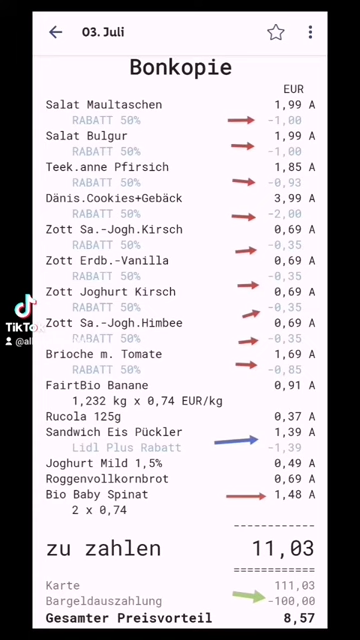 03. Juli
Bonkopie
EUR
Salat Maultaschen 1,99 A
RABATT 50% -1,00
Salat Bulgur 1,99 A
RABATT 50% -1,00
Teek.anne Pfirsich 1,85 A
RABATT 50% -0,93
Dänis.Cookies+Gebäck 3,99 A
RABATT 50% -2,00
Zott Sa.-Jogh.Kirsch 0,69 A
RABATT 50% -0,35
Zott Erdb.-Vanilla 0,69 A
RABATT 50% -0,35
Zott Joghurt Kirsch 0,69 A
RABATT 50% -0,35
Zott Sa.-Jogh.Himbee 0,69 A
-0,35
Brioche m. Tomate 1,69 A
RABATT 50% -0,85
FairtBio Banane 0,91 A
1,232 kg x 0,74 EUR/kg
Rucola 125g 0,37 A
Sandwich Eis Pückler 1,39 A
Lidl Plus Rabatt -1,39
Joghurt Mild 1,5% 0,49 A
Roggenvollkornbrot 0,69 A
Bio Baby Spinat 1,48 A
2 x 0,74
------------
zu zahlen 11,03
============
Karte 111,03
Bargeldauszahlung -100,00
Gesamter Preisvorteil 8,57
TikTo